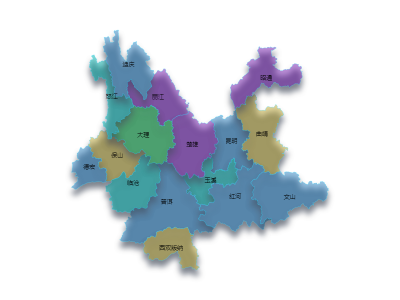 迪庆
昭通
怒江
丽江
大理
昆明
曲靖
楚雄
保山
德宏
玉溪
临沧
普洱
红河
文山
西双版纳